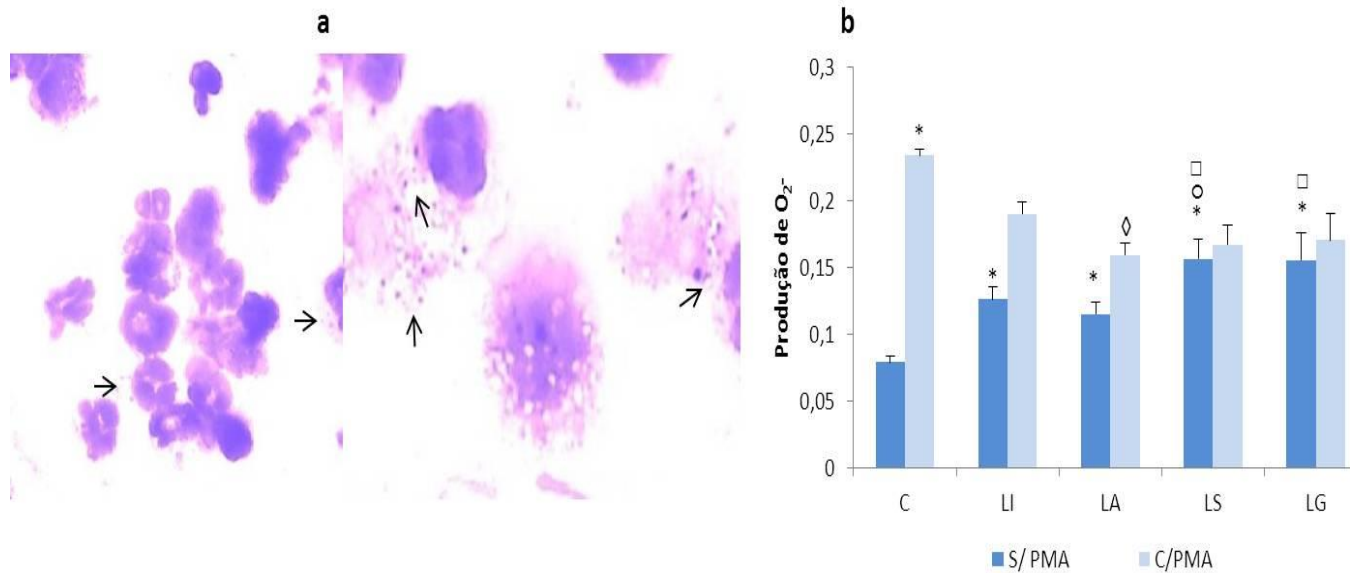 a
b
Produção de O₂-
0,3
0,25
0,2
0,15
0,1
0,05
0
*
*
*
◊
□
○
*
□
*
C
LI
LA
LS
LG
S/ PMA
C/PMA